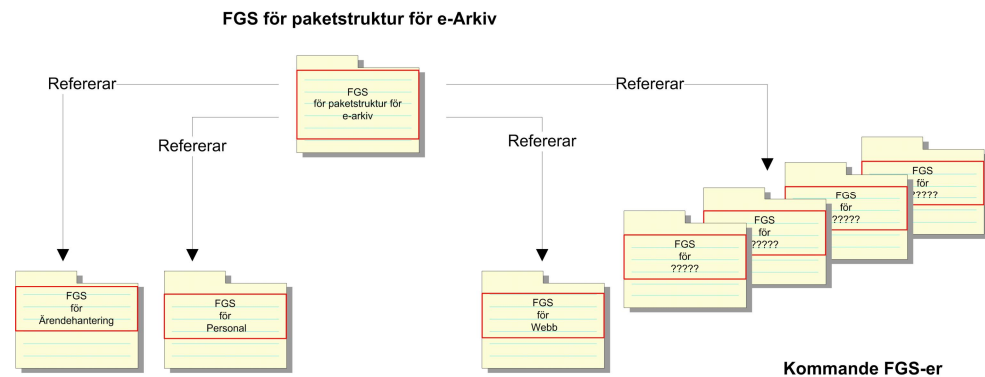 FGS för paketstruktur för e-Arkiv
Refererar
FGS
för paketstruktur för
e-arkiv
Refererar
Refererar
Refererar
FGS
för
?????
FGS
för
?????
FGS
för
?????
FGS
för
?????
FGS
för
Ärendehantering
FGS
för
Personal
FGS
för
Webb
Kommande FGS-er